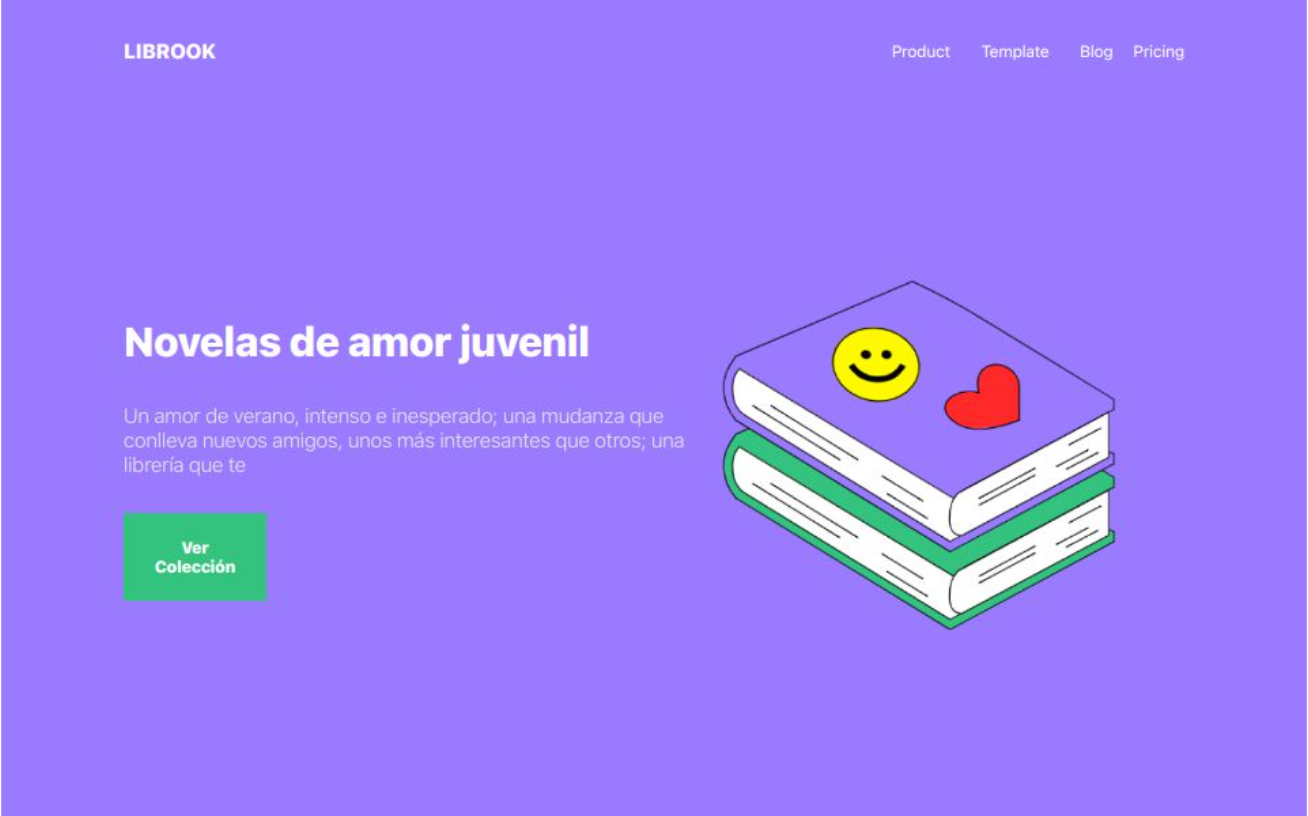 LIBROOK
Product Template Blog Pricing
Novelas de amor juvenil
Un amor de verano, intenso e inesperado; una mudanza que
conlleva nuevos amigos, unos más interesantes que otros; una
librería que te
Ver
Colección